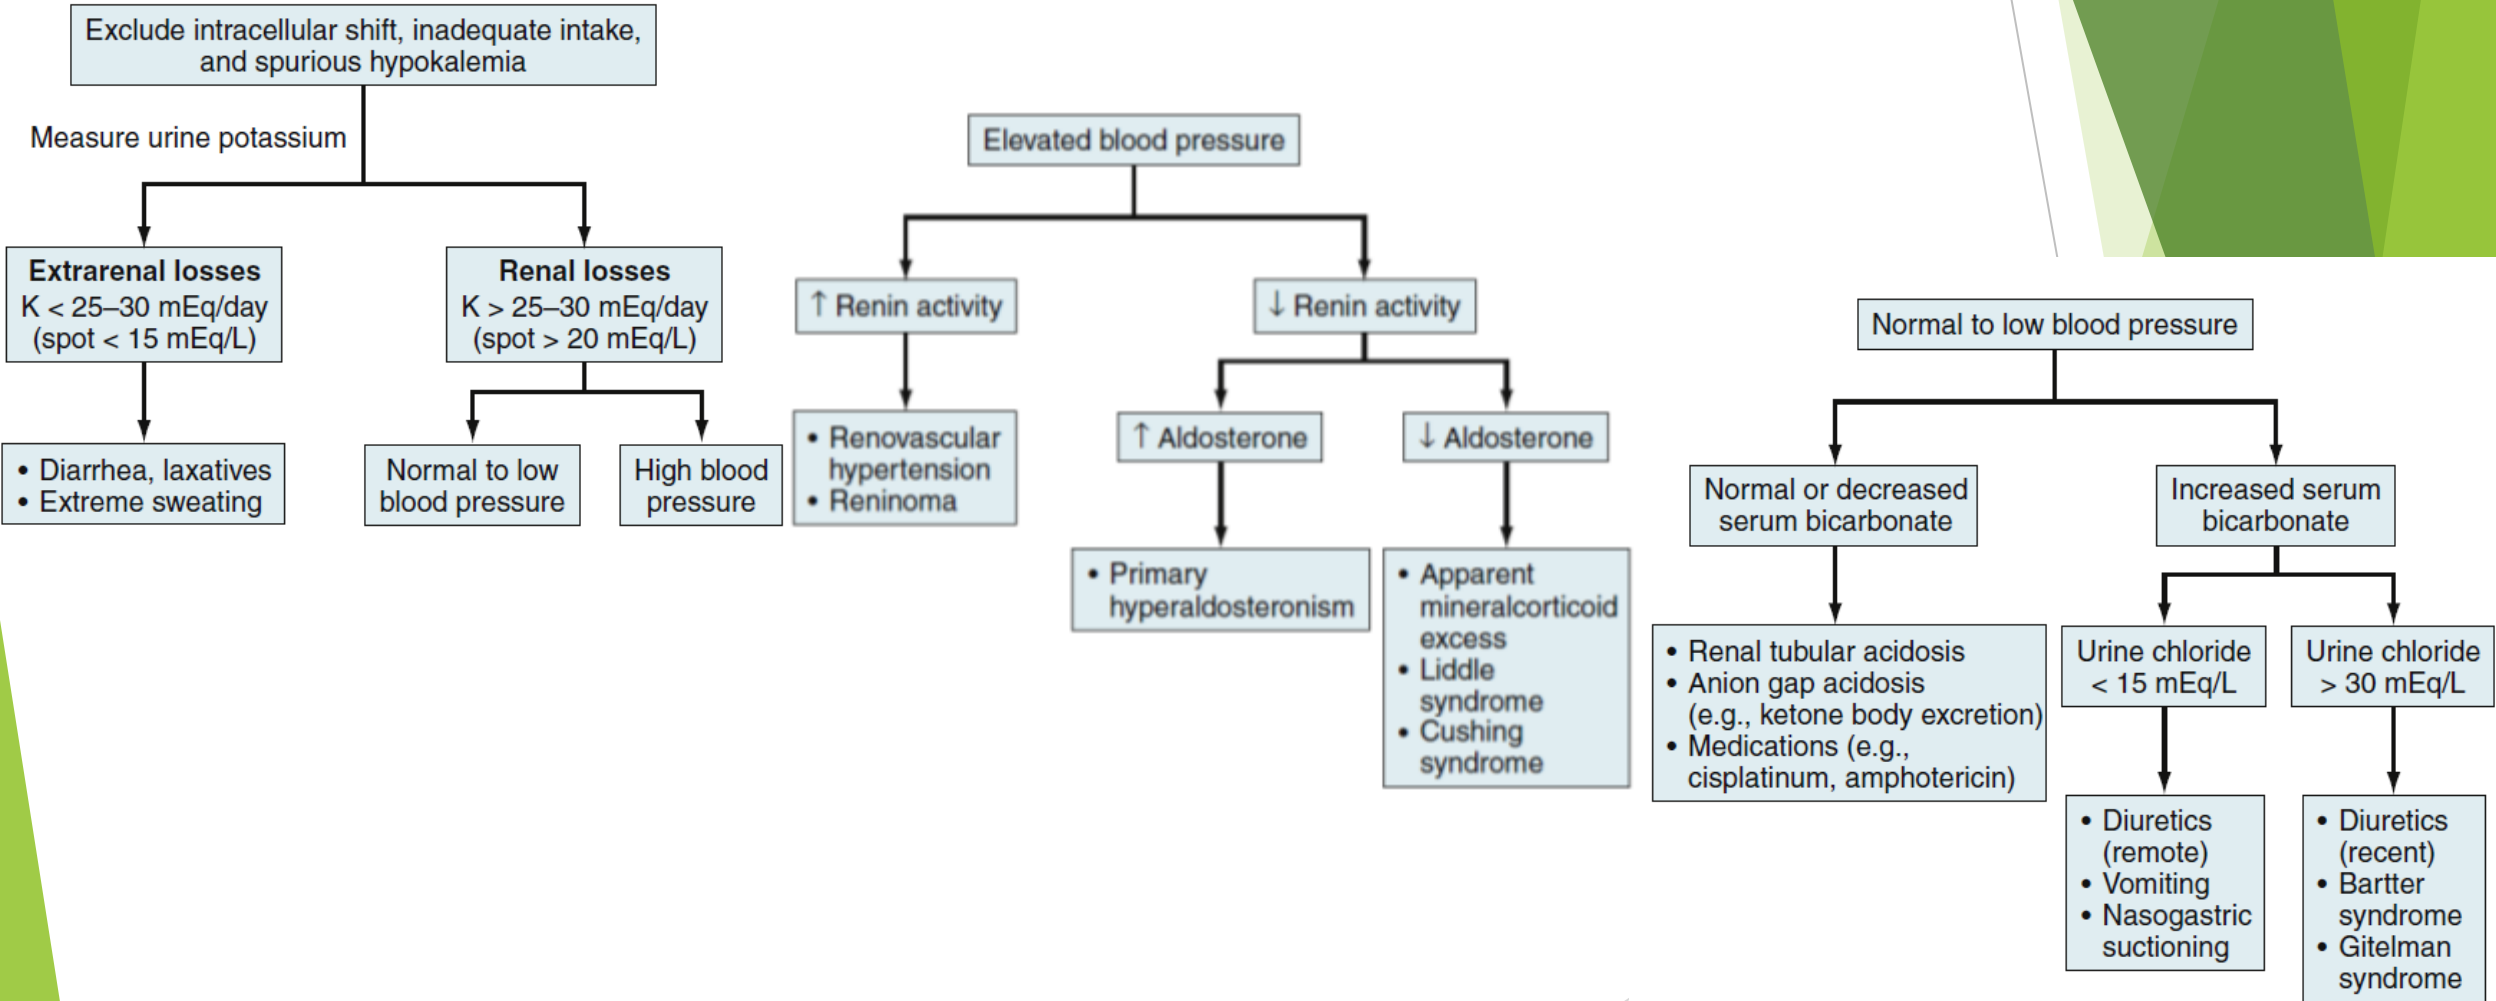 Exclude intracellular shift, inadequate intake,
and spurious hypokalemia
Measure urine potassium
Extrarenal losses
K < 25–30 mEq/day
(spot < 15 mEq/L)
Renal losses
K > 25–30 mEq/day
(spot > 20 mEq/L)
• Diarrhea, laxatives
• Extreme sweating
Normal to low
blood pressure
High blood
pressure
Elevated blood pressure
↑ Renin activity
↓ Renin activity
• Renovascular
hypertension
• Reninoma
↑ Aldosterone
↓ Aldosterone
• Primary
hyperaldosteronism
• Apparent
mineralcorticoid
excess
• Liddle
syndrome
• Cushing
syndrome
Normal to low blood pressure
Normal or decreased
serum bicarbonate
Increased serum
bicarbonate
• Renal tubular acidosis
• Anion gap acidosis
(e.g., ketone body excretion)
• Medications (e.g.,
cisplatinum, amphotericin)
Urine chloride
< 15 mEq/L
Urine chloride
> 30 mEq/L
• Diuretics
(remote)
• Vomiting
• Nasogastric
suctioning
• Diuretics
(recent)
• Bartter
syndrome
• Gitelman
syndrome